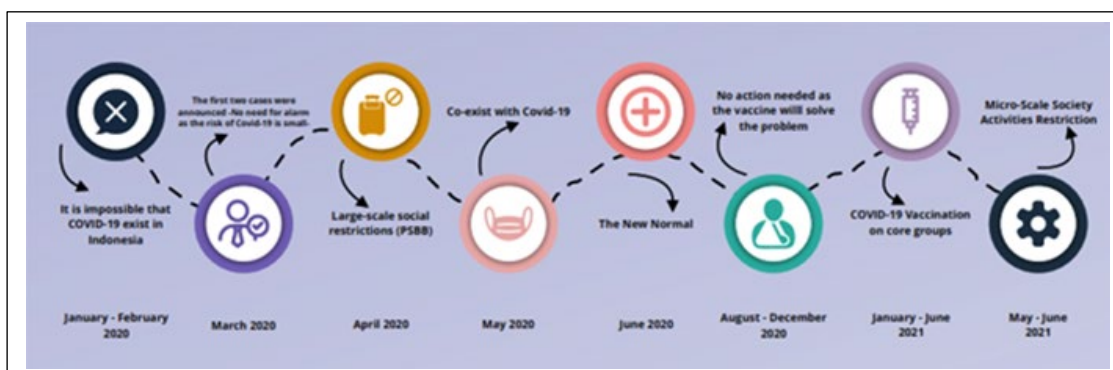 The first two cases were
announced -No need for alarm
as the risk of Covid-19 is small-
Co-exist with Covid-19
No action needed as
the vaccine willl solve
the problem
Micro-Scale Society
Activities Restriction
It is impossible that
COVID-19 exist in
Indonesia
Large-scale social
restrictions (PSBB)
The New Normal
COVID-19 Vaccination
on core groups
January - February
2020
March 2020
April 2020
May 2020
June 2020
August - December
2020
January - June
2021
May - June
2021